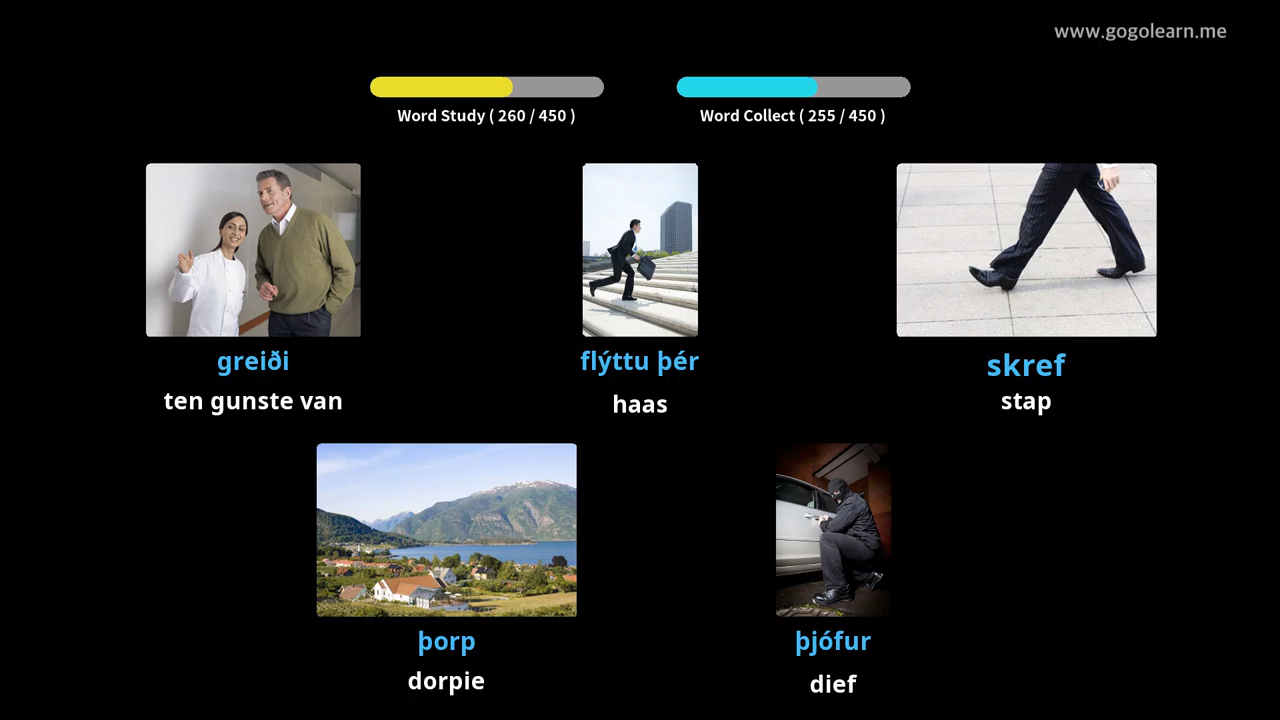 www.gogolearn.me
Word Study ( 260 / 450 )
Word Collect ( 255 / 450 )
greiði
ten gunste van
flýttu þér
haas
skref
stap
þorp
dorpie
þjófur
dief